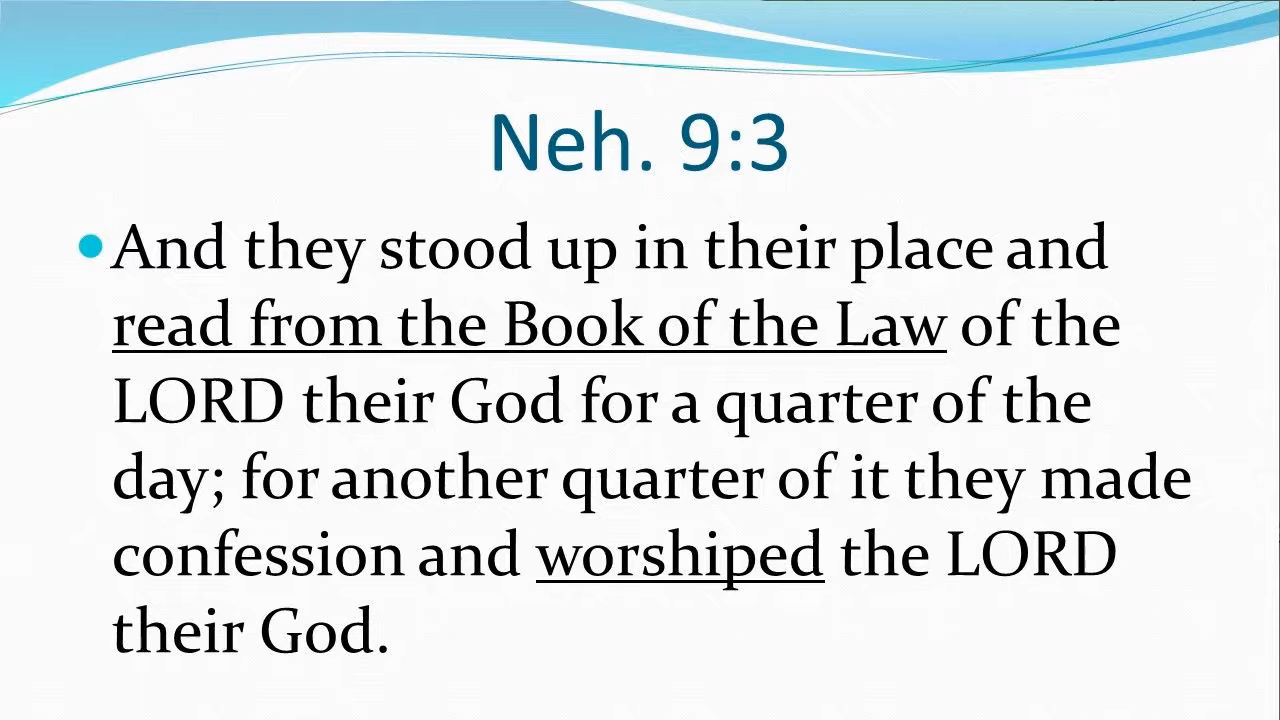 Neh. 9:3
And they stood up in their place and
read from the Book of the Law of the
LORD their God for a quarter of the
day; for another quarter of it they made
confession and worshiped the LORD
their God.